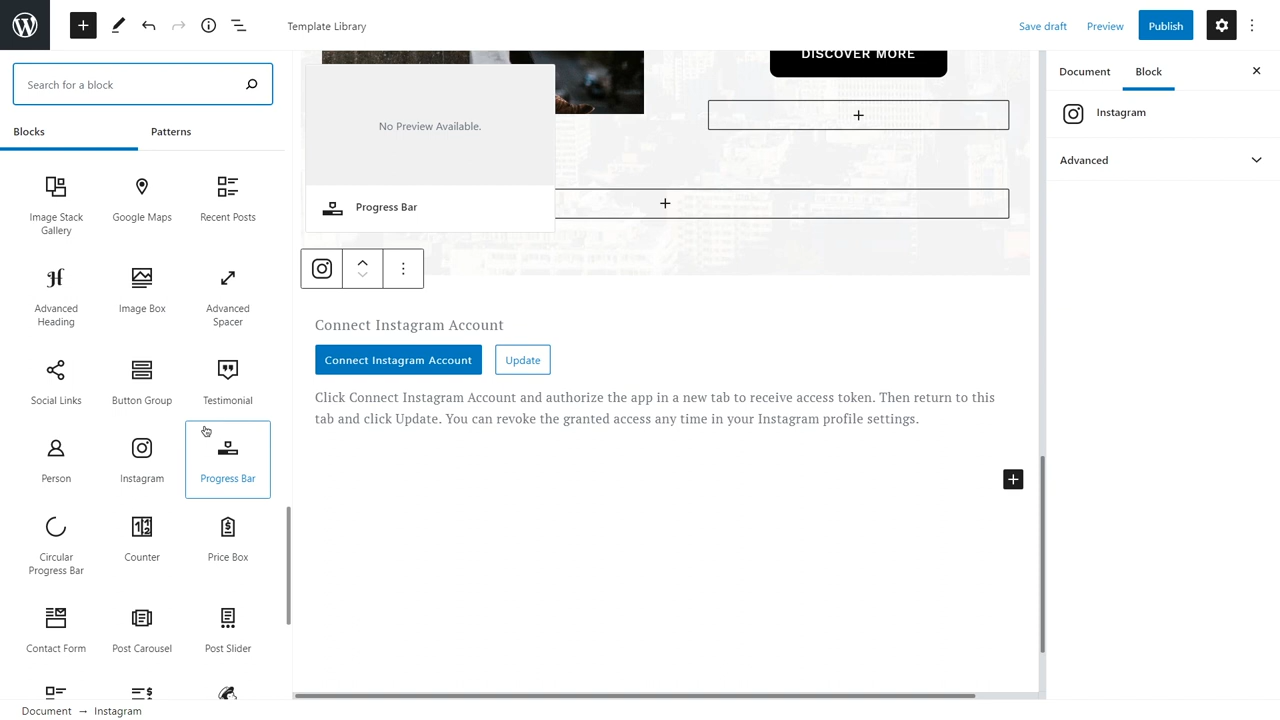 Template Library
Save draft
Preview
Publish
Search for a block
Blocks
Patterns
Image Stack
Gallery
Google Maps
Recent Posts
Advanced
Heading
Image Box
Advanced
Spacer
Social Links
Button Group
Testimonial
Person
Instagram
Progress Bar
Circular
Progress Bar
Counter
Price Box
Contact Form
Post Carousel
Post Slider
DISCOVER MORE
No Preview Available.
Progress Bar
Connect Instagram Account
Connect Instagram Account
Update
Click Connect Instagram Account and authorize the app in a new tab to receive access token. Then return to this
tab and click Update. You can revoke the granted access any time in your Instagram profile settings.
Document
Block
Instagram
Advanced
Document → Instagram